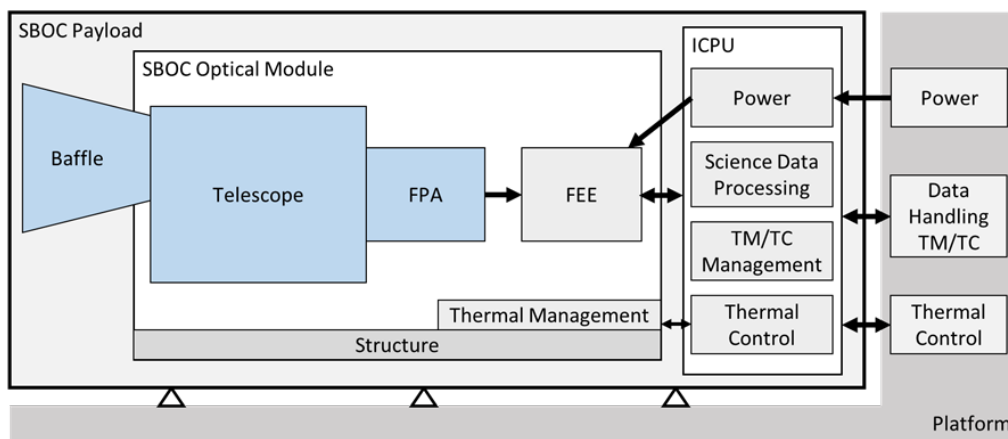 SBOC Payload
SBOC Optical Module
ICPU
Baffle
Telescope
FPA
FEE
Power
Science Data
Processing
TM/TC
Management
Thermal
Control
Thermal Management
Structure
Power
Data
Handling
TM/TC
Thermal
Control
Platform